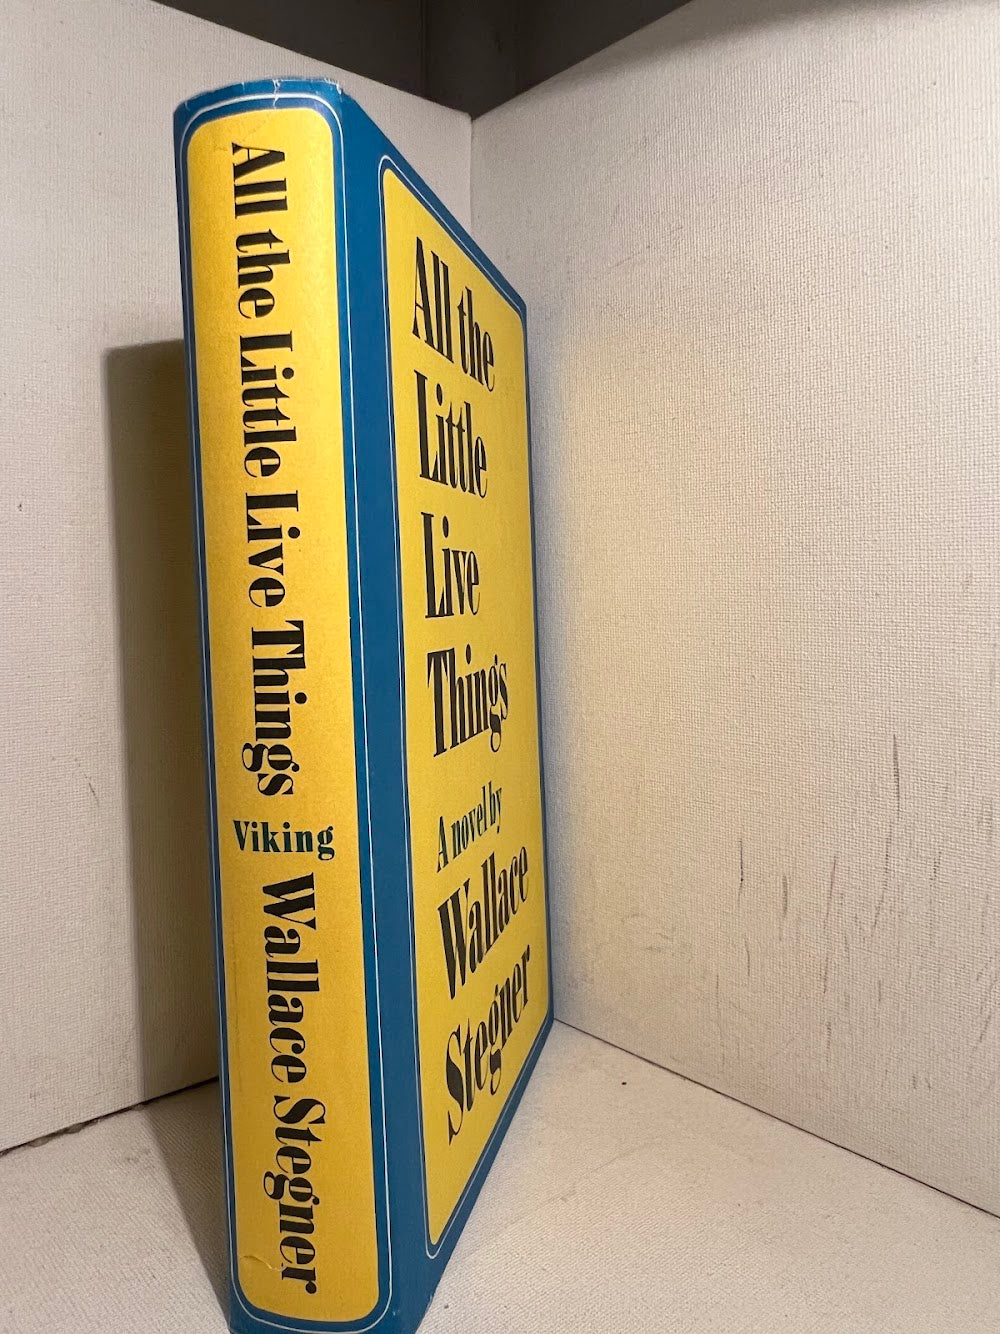 All the Little Live Things
Viking
Wallace Stegner
All the
Little
Live
Things
A novel by
Wallace
Stegner